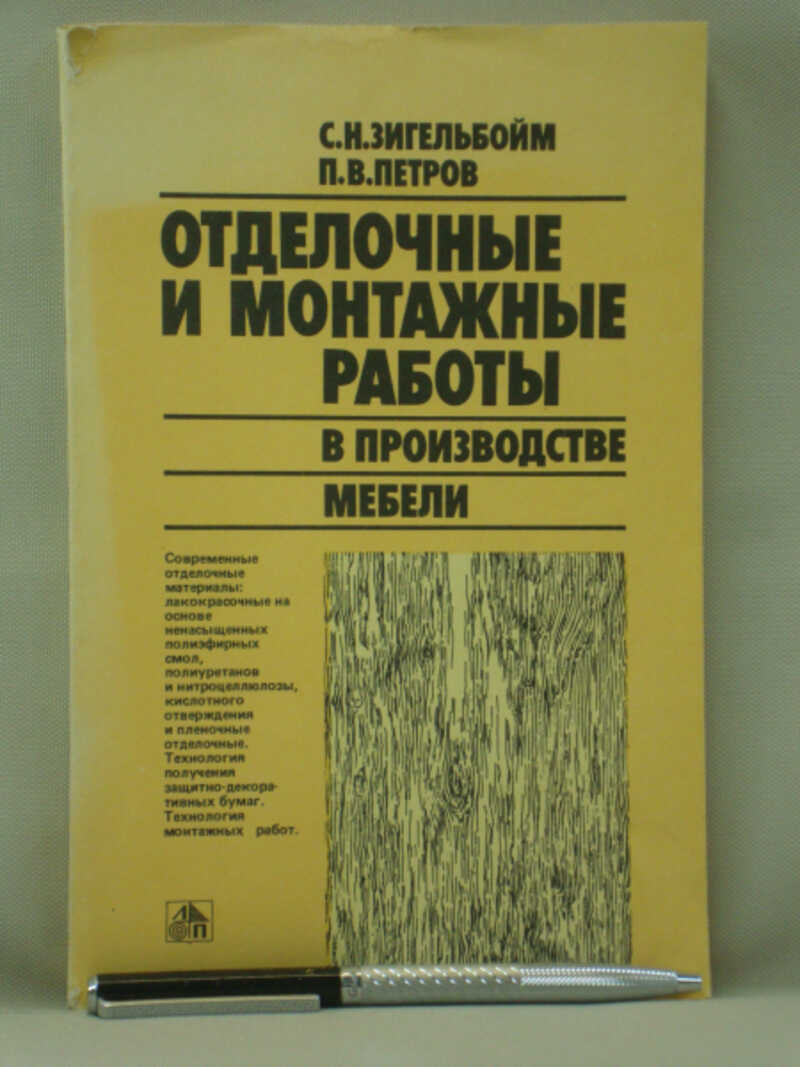 С.Н.ЗИГЕЛЬБОЙМ
П.В.ПЕТРОВ
ОТДЕЛОЧНЫЕ
И МОНТАЖНЫЕ
РАБОТЫ
В ПРОИЗВОДСТВЕ
МЕБЕЛИ
Современные
отделочные
материалы:
лакокрасочные на
основе
ненасыщенных
полиэфирных
смол,
полиуретанов
и нитроцеллюлозы,
кислотного
отверждения
и пленочные
отделочные.
Технология
получения
защитно-декора-
тивных бумаг.
Технология
монтажных работ.